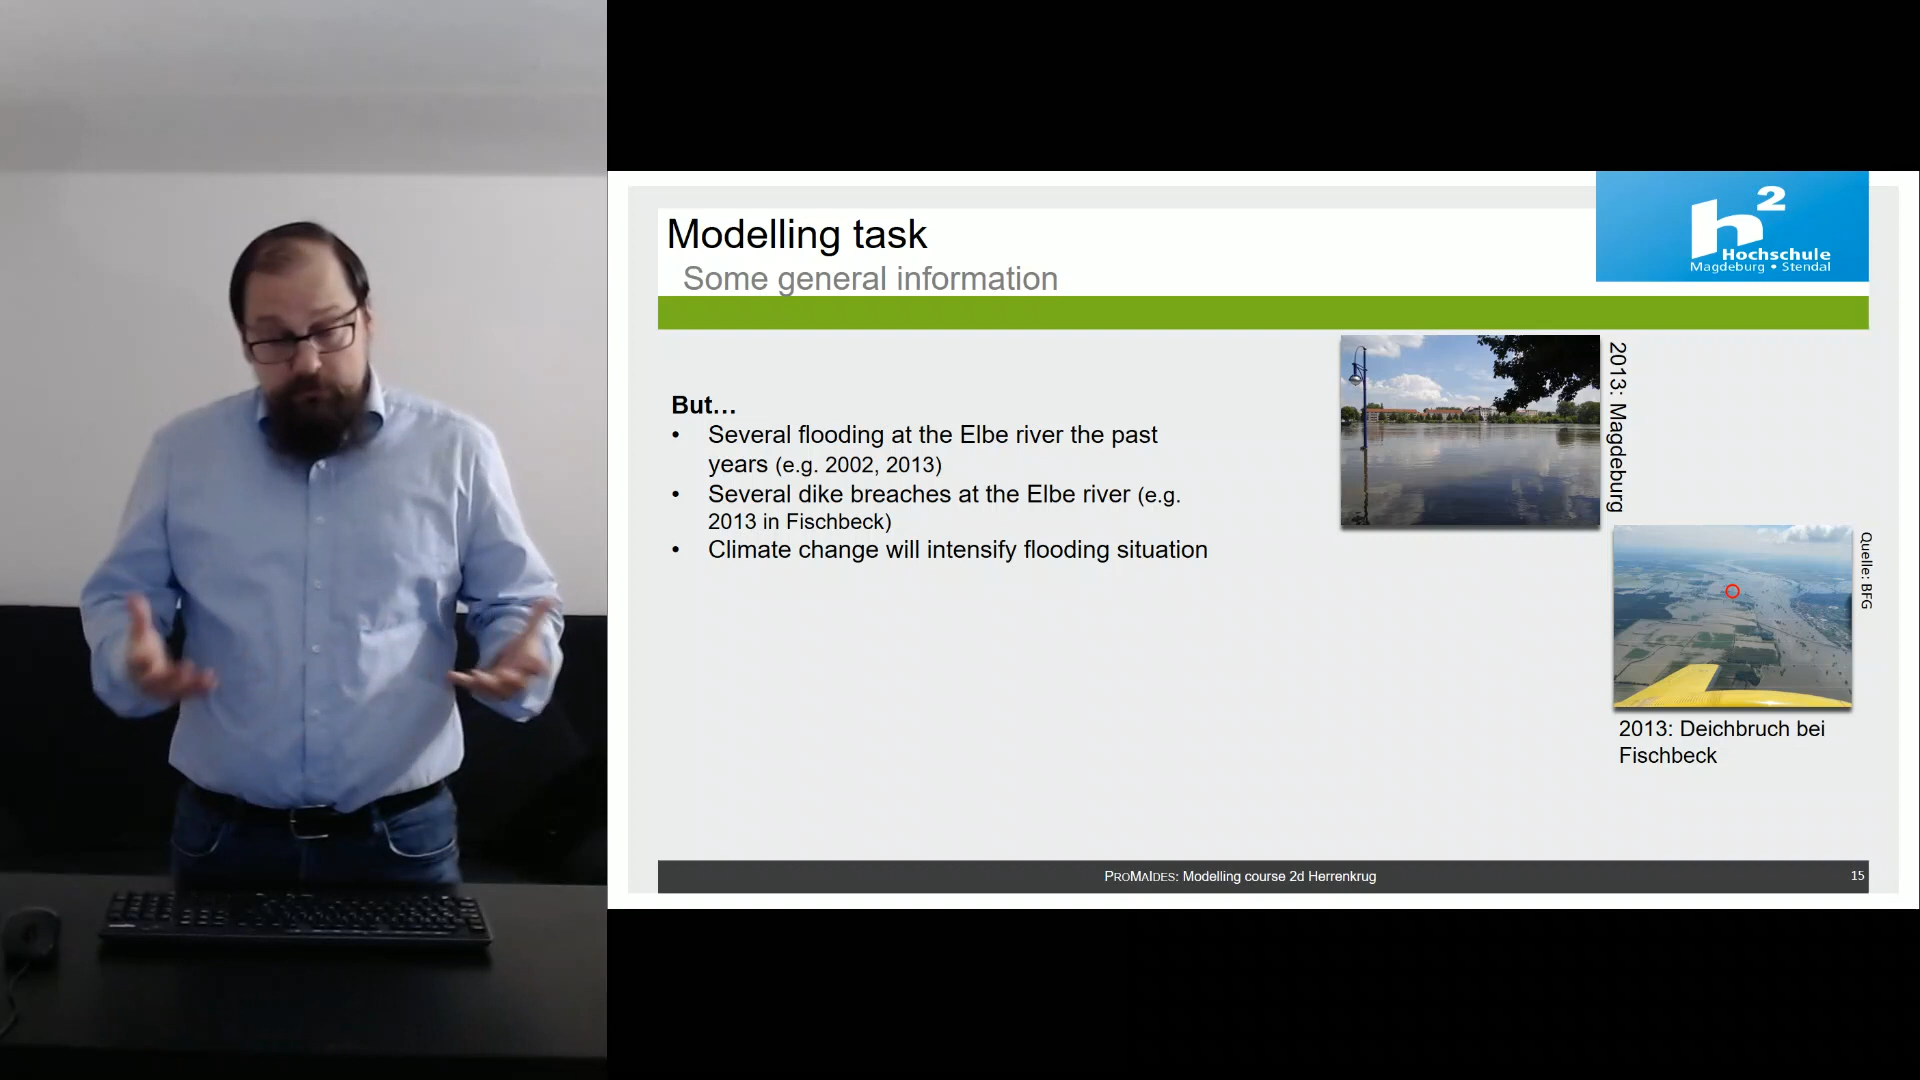 h2
Hochschule
Magdeburg • Stendal
Modelling task
Some general information
But…
• Several flooding at the Elbe river the past
years (e.g. 2002, 2013)
• Several dike breaches at the Elbe river (e.g.
2013 in Fischbeck)
• Climate change will intensify flooding situation
2013: Magdeburg
Quelle: BFG
2013: Deichbruch bei
Fischbeck
PROMAIDES: Modelling course 2d Herrenkrug
15